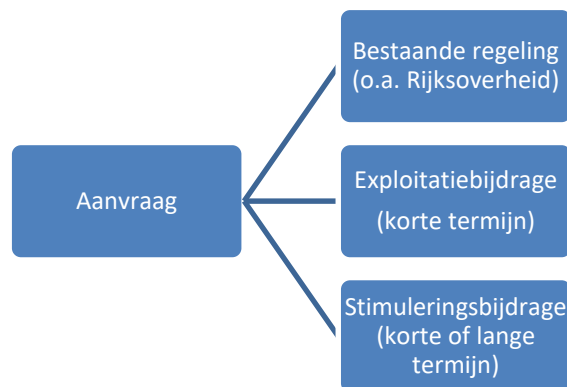 Bestaande regeling
(o.a. Rijksoverheid)
Aanvraag
Exploitatiebijdrage
(korte termijn)
Stimuleringsbijdrage
(korte of lange
termijn)